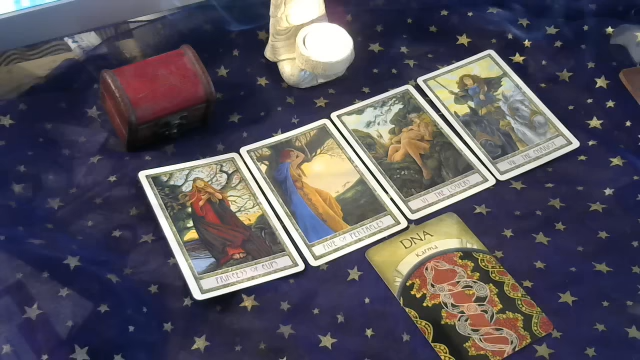 PRINCESS OF CUPS
FIVE OF PENTACLES
VI THE LOVERS
VII THE CHARIOT
DNA
Karma